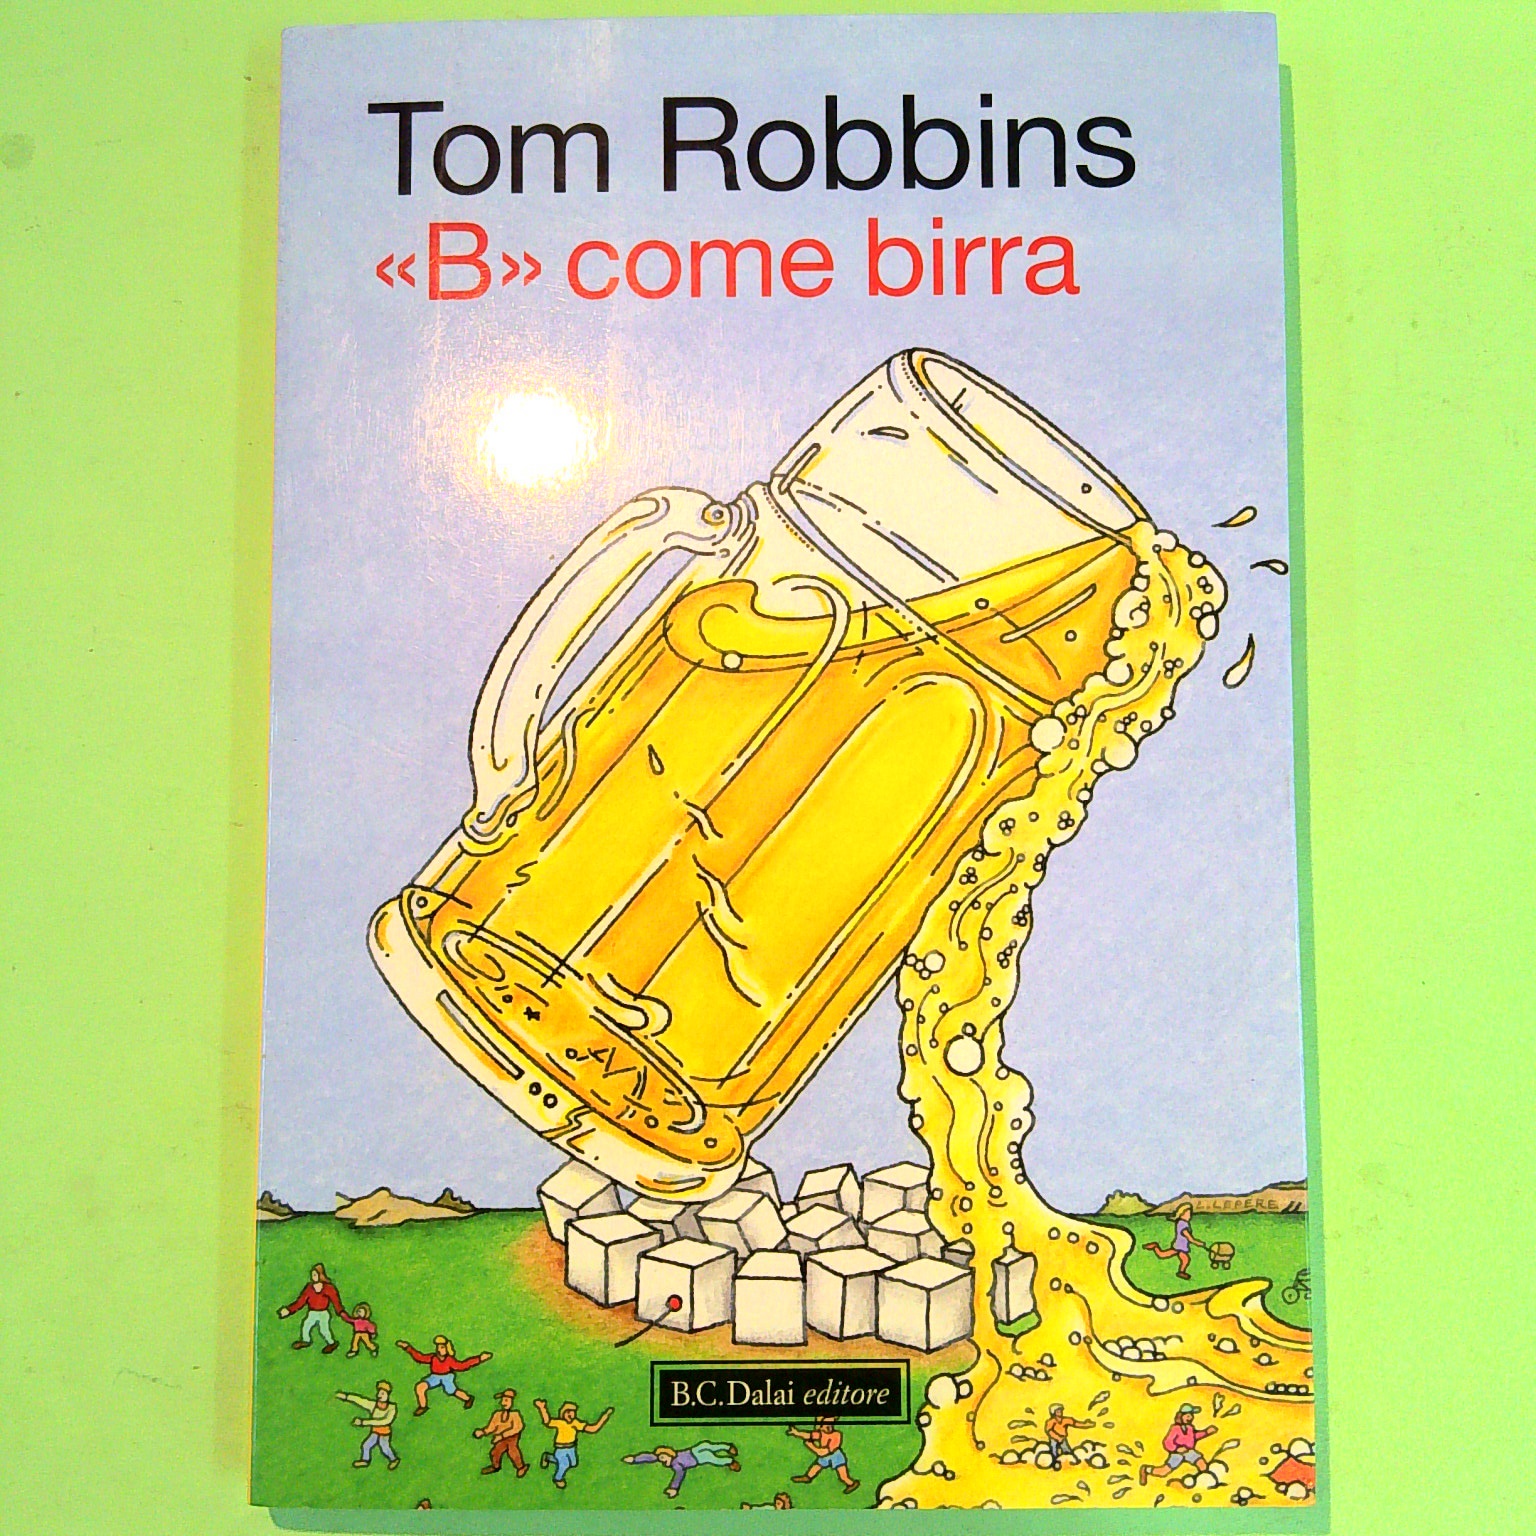 Tom Robbins
«B» come birra
L. LEPERE
B.C.Dalai editore